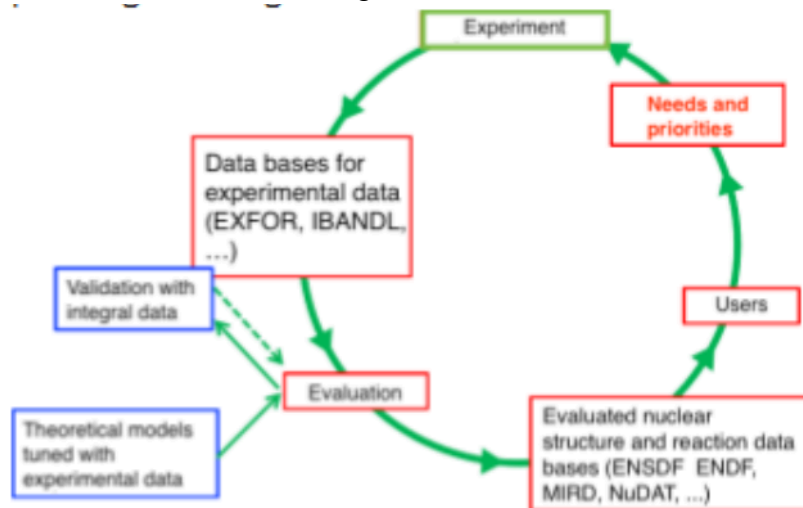 Experiment
Needs and
priorities
Data bases for
experimental data
(EXFOR, IBANDL,
...)
Validation with
integral data
Users
Evaluation
Evaluated nuclear
structure and reaction data
bases (ENSDF ENDF,
MIRD, NuDAT, ...)
Theoretical models
tuned with
experimental data